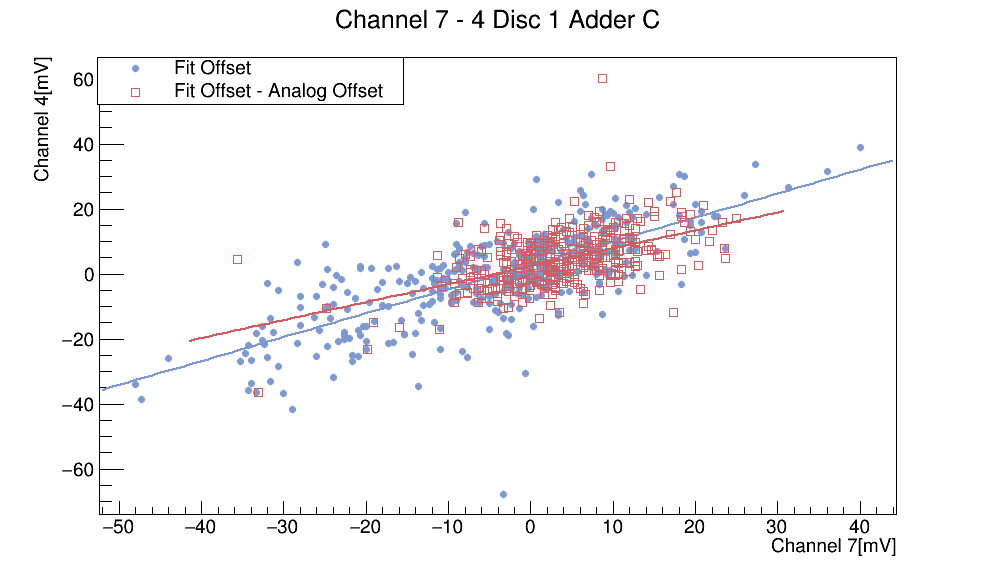 Channel 7 - 4 Disc 1 Adder C
Channel 4[mV]
Fit Offset
Fit Offset - Analog Offset
60
40
20
0
−20
−40
−60
−50 −40 −30 −20 −10 0 10 20 30 40
Channel 7[mV]